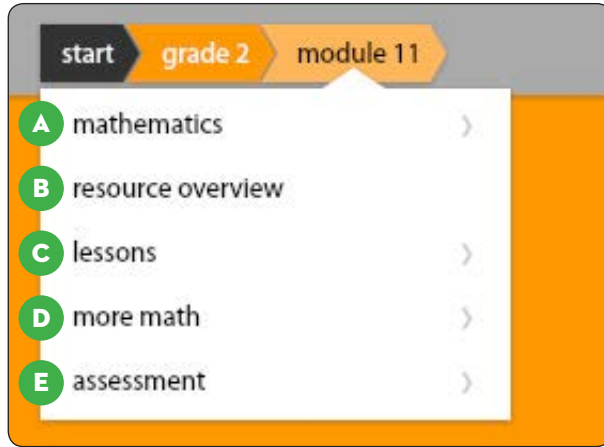 start grade 2 module 11
A mathematics
B resource overview
C lessons
D more math
E assessment